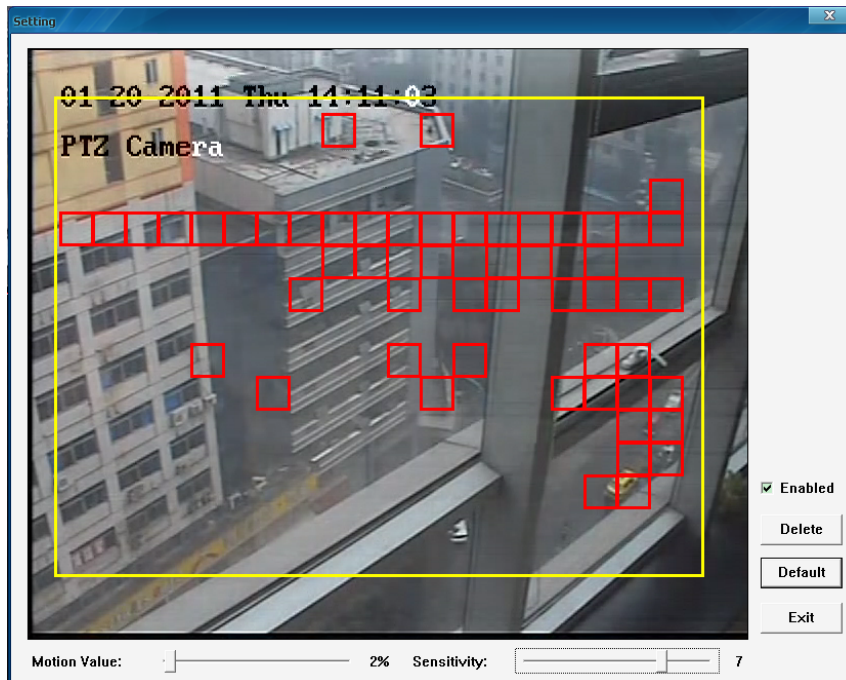 Setting
01-20-2011 Thu 14:11:03
PTZ Camera
Enabled
Delete
Default
Exit
Motion Value: 2% Sensitivity: 7